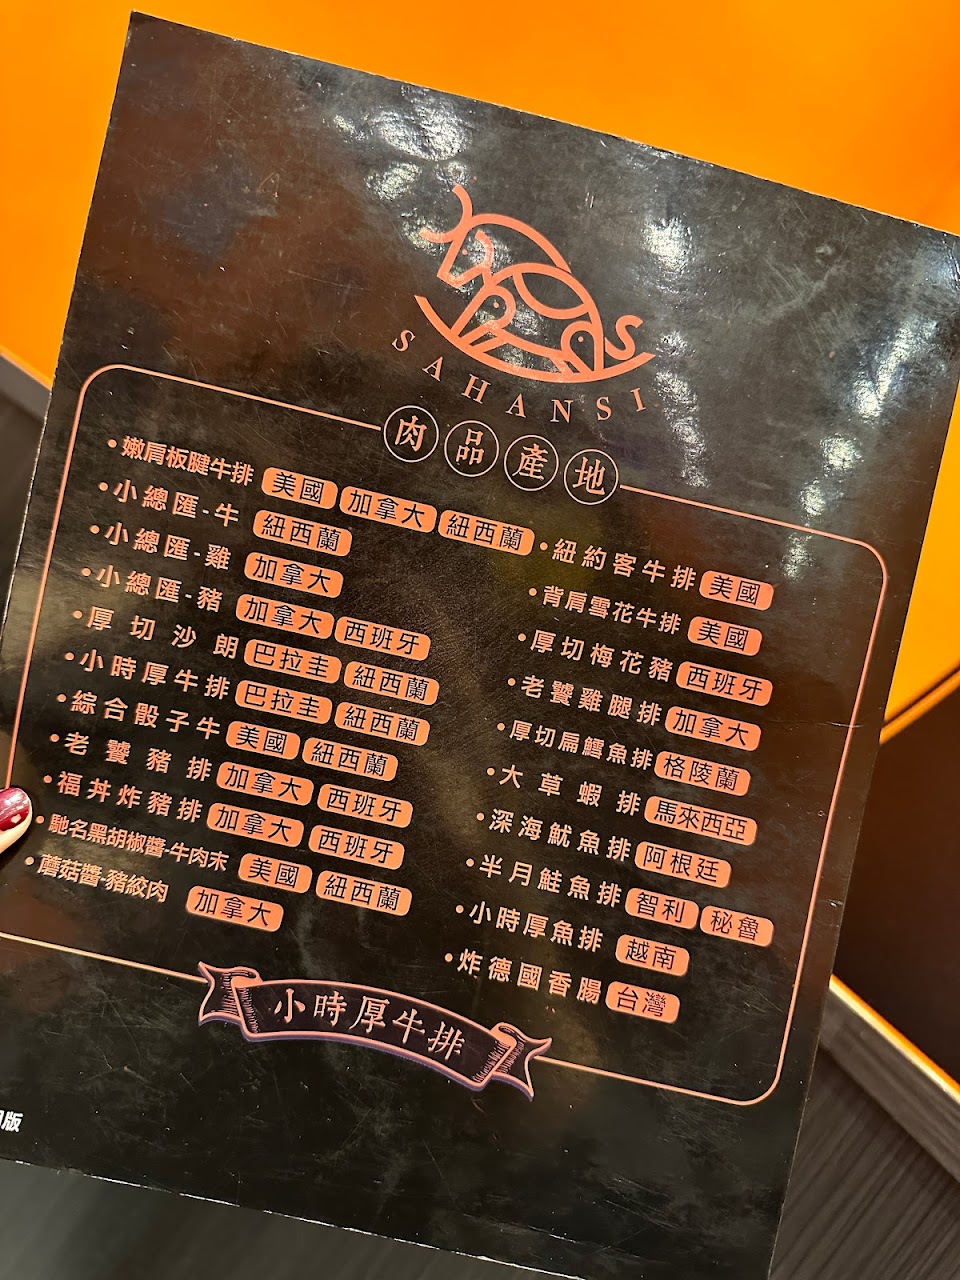 SAHANSI
肉品產地
•嫩肩板腱牛排 美國 加拿大 紐西蘭
•小總匯-牛 紐西蘭
•小總匯-雞 加拿大
•小總匯-豬 加拿大 西班牙
•厚切沙朗 巴拉圭 紐西蘭
•小時厚牛排 巴拉圭 紐西蘭
•綜合骰子牛 美國 紐西蘭
•老饕豬排 加拿大 西班牙
•福丼炸豬排 加拿大 西班牙
•馳名黑胡椒醬-牛肉末 美國 紐西蘭
•蘑菇醬-豬絞肉 加拿大
•紐約客牛排 美國
•背肩雪花牛排 美國
•厚切梅花豬 西班牙
•老饕雞腿排 加拿大
•厚切扁鱈魚排 格陵蘭
•大草蝦排 馬來西亞
•深海魷魚排 阿根廷
•半月鮭魚排 智利 秘魯
•小時厚魚排 越南
•炸德國香腸 台灣
小時厚牛排
版